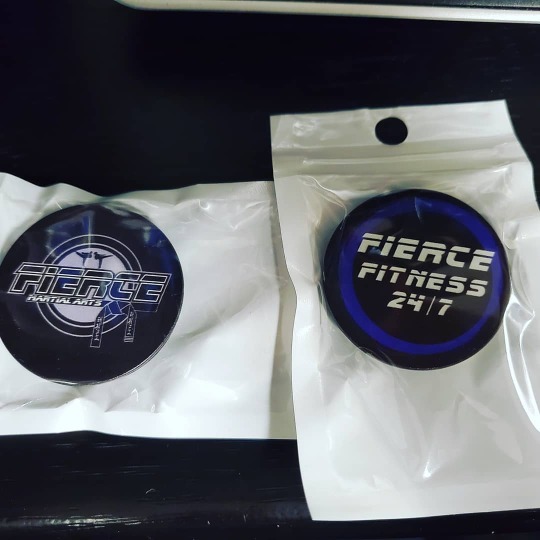 FIERCE
MARTIAL ARTS
FIERCE
FITNESS
24|7